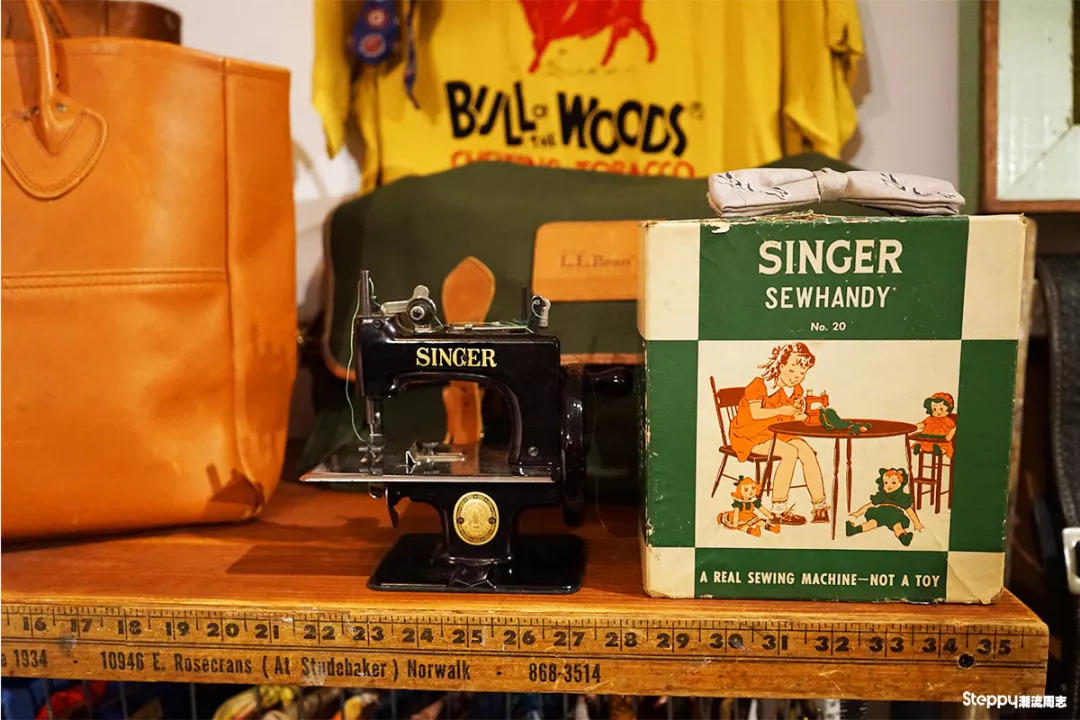 BULL OF THE WOODS®
CHEWING TOBACCO
L.L.Bean
SINGER
SINGER
SEWHANDY
No. 20
A REAL SEWING MACHINE—NOT A TOY
16 17 18 19 20 21 22 23 24 25 26 27 28 29 30 31 32 33 34 35
1934 - 10946 E. Rosecrans ( At Studebaker ) Norwalk - 868-3514
Steppy潮流周志